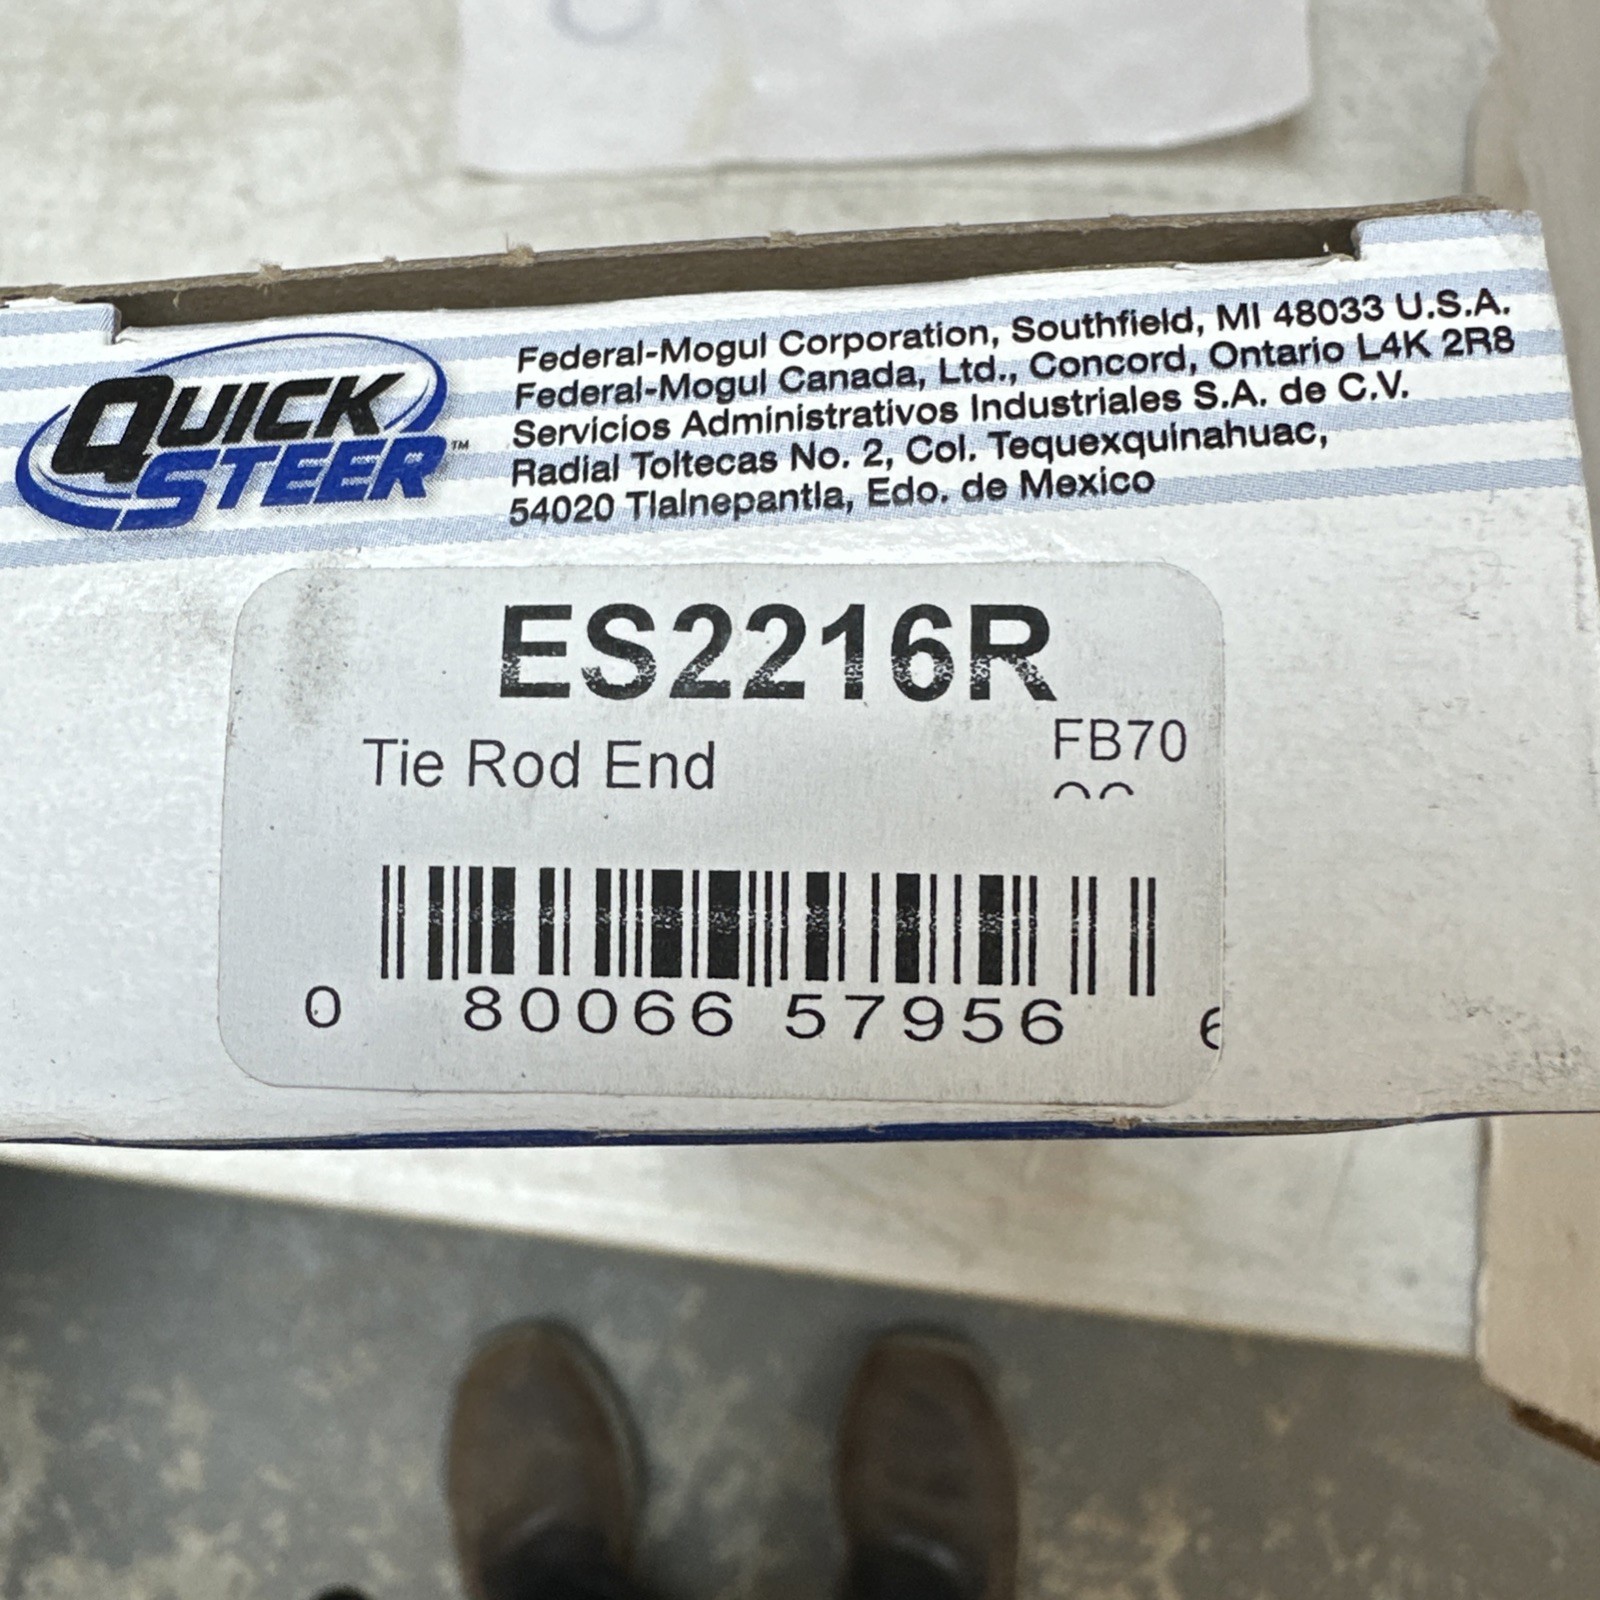 QUICK
STEER™
Federal-Mogul Corporation, Southfield, MI 48033 U.S.A.
Federal-Mogul Canada, Ltd., Concord, Ontario L4K 2R8
Servicios Administrativos Industriales S.A. de C.V.
Radial Toltecas No. 2, Col. Tequexquinahuac,
54020 Tlalnepantla, Edo. de Mexico
ES2216R
Tie Rod End
FB70
0 80066 57956 6